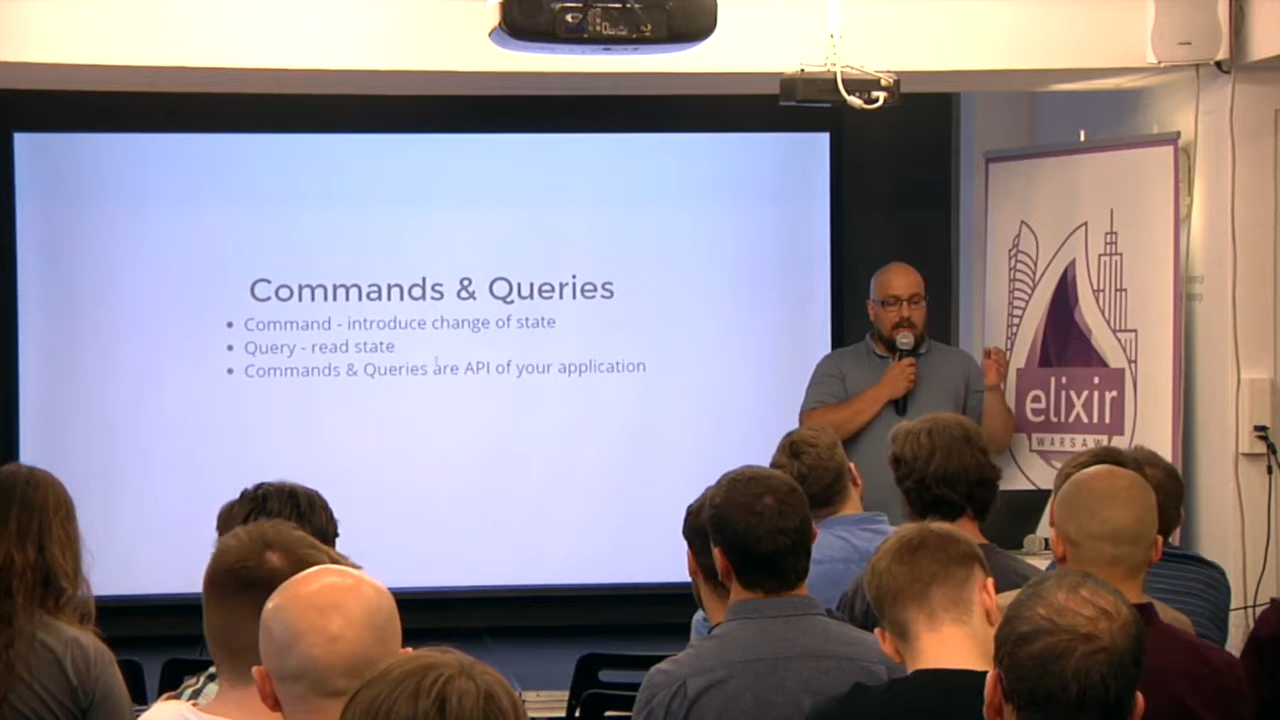 Commands & Queries
Command - introduce change of state
Query - read state
Commands & Queries are API of your application
elixir
WARSAW